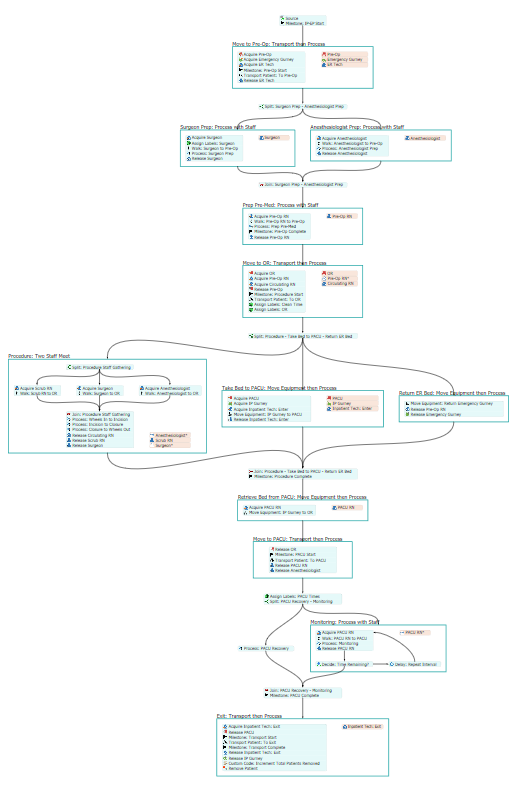 Source
Milestone: EP-EP Start
Move to Pre-Op: Transport then Process
Acquire Pre-Op
Acquire Emergency Gurney
Acquire ER Tech
Milestone: Pre-Op Start
Transport Patient: To Pre-Op
Release ER Tech
Pre-Op
Emergency Gurney
ER Tech
Split: Surgeon Prep - Anesthesiologist Prep
Surgeon Prep: Process with Staff
Acquire Surgeon
Assign Labels: Surgeon
Walk: Surgeon to Pre-Op
Process: Surgeon Prep
Release Surgeon
Surgeon
Anesthesiologist Prep: Process with Staff
Acquire Anesthesiologist
Walk: Anesthesiologist to Pre-Op
Process: Anesthesiologist Prep
Release Anesthesiologist
Anesthesiologist
Join: Surgeon Prep - Anesthesiologist Prep
Prep Pre-Med: Process with Staff
Acquire Pre-Op RN
Walk: Pre-Op RN to Pre-Op
Process: Prep Pre-Med
Milestone: Pre-Op Complete
Release Pre-Op RN
Pre-Op RN
Move to OR: Transport then Process
Acquire OR
Acquire Pre-Op RN
Acquire Circulating RN
Release Pre-Op
Milestone: Procedure Start
Transport Patient: To OR
Assign Labels: Clean Time
Assign Labels: OR
OR
Pre-Op RN*
Circulating RN
Split: Procedure - Take Bed to PACU - Return ER Bed
Procedure: Two Staff Meet
Split: Procedure Staff Gathering
Acquire Scrub RN
Walk: Scrub RN to OR
Acquire Surgeon
Walk: Surgeon to OR
Acquire Anesthesiologist
Walk: Anesthesiologist to OR
Join: Procedure Staff Gathering
Process: Wheels In to Incision
Process: Incision to Closure
Process: Closure to Wheels Out
Release Circulating RN
Release Scrub RN
Release Surgeon
Anesthesiologist*
Scrub RN
Surgeon*
Take Bed to PACU: Move Equipment then Process
Acquire PACU
Acquire IP Gurney
Acquire Inpatient Tech: Enter
Move Equipment: IP Gurney to PACU
Release Inpatient Tech: Enter
PACU
IP Gurney
Inpatient Tech: Enter
Return ER Bed: Move Equipment then Process
Move Equipment: Return Emergency Gurney
Release Pre-Op RN
Release Emergency Gurney
Join: Procedure - Take Bed to PACU - Return ER Bed
Milestone: Procedure Complete
Retrieve Bed from PACU: Move Equipment then Process
Acquire PACU RN
Move Equipment: IP Gurney to OR
PACU RN
Move to PACU: Transport then Process
Release OR
Milestone: PACU Start
Transport Patient: To PACU
Release PACU RN
Release Anesthesiologist
Assign Labels: PACU Times
Split: PACU Recovery - Monitoring
Process: PACU Recovery
Monitoring: Process with Staff
Acquire PACU RN
Walk: PACU RN to PACU
Process: Monitoring
Release PACU RN
PACU RN*
Decide: Time Remaining?
Delay: Repeat Interval
Join: PACU Recovery - Monitoring
Milestone: PACU Complete
Exit: Transport then Process
Acquire Inpatient Tech: Exit
Release PACU
Milestone: Transport Start
Transport Patient: To Exit
Milestone: Transport Complete
Release Inpatient Tech: Exit
Release IP Gurney
Custom Code: Increment Total Patients Removed
Remove Patient
Inpatient Tech: Exit